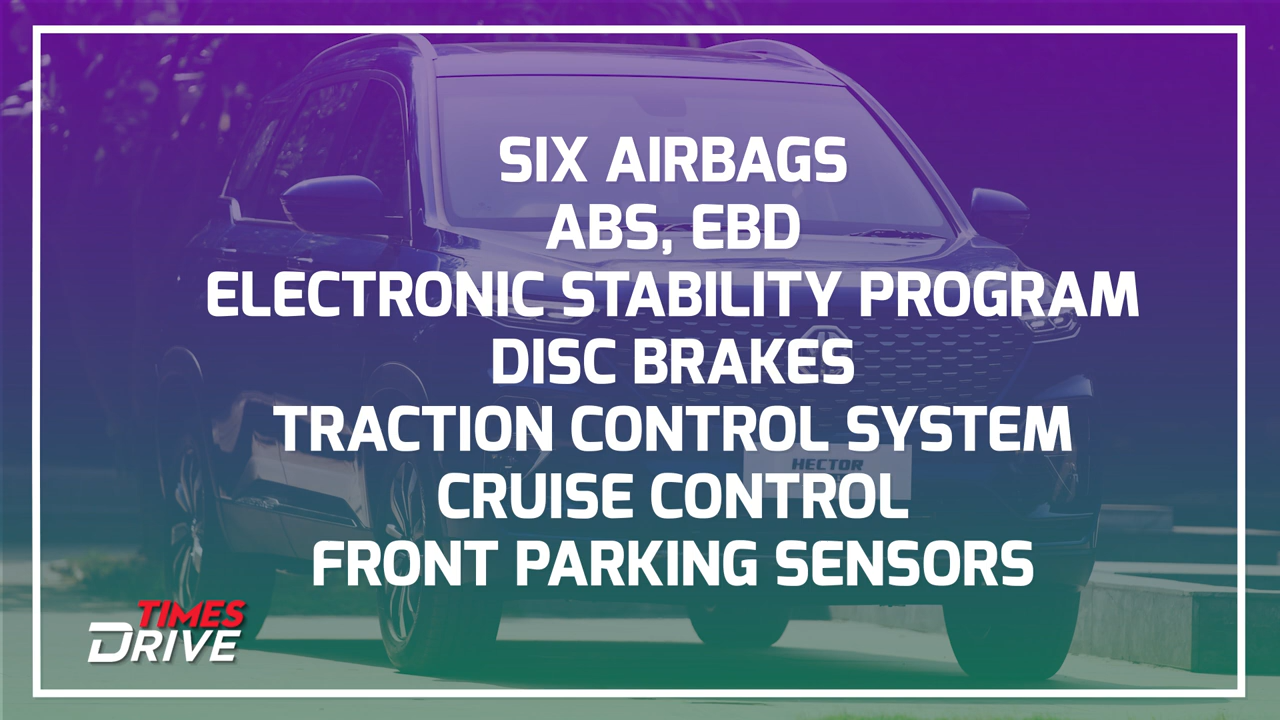 SIX AIRBAGS
ABS, EBD
ELECTRONIC STABILITY PROGRAM
DISC BRAKES
TRACTION CONTROL SYSTEM
HECTOR
CRUISE CONTROL
FRONT PARKING SENSORS
TIMES
DRIVE